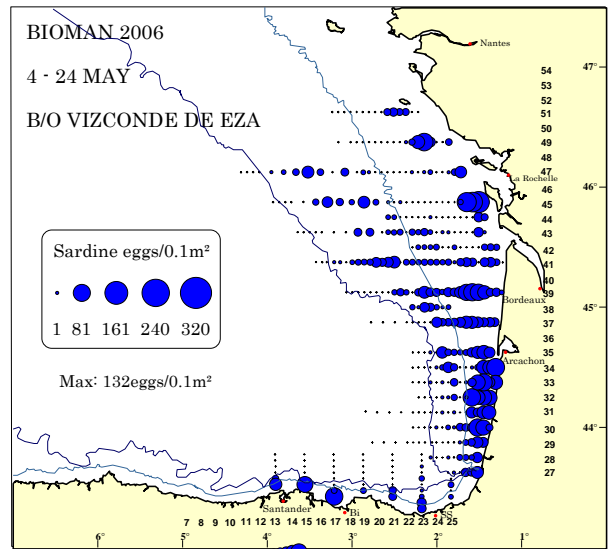 BIOMAN 2006
4 - 24 MAY
B/O VIZCONDE DE EZA
Nantes
47°
54
53
52
51
50
49
48
47
La Rochelle
46
46°
45
44
43
42
41
40
39
Bordeaux
38
45°
37
36
35
Arcachon
34
33
32
31
30
44°
29
28
27
Sardine eggs/0.1m²
1 81 161 240 320
Max: 132eggs/0.1m²
Santander
Bi
SS
7 8 9 10 11 12 13 14 15 16 17 18 19 20 21 22 23 24 25
6° 5° 4° 3° 2° 1°